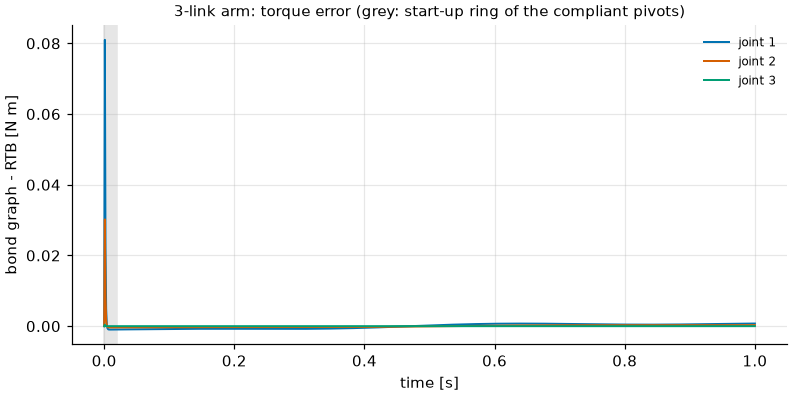 3-link arm: torque error (grey: start-up ring of the compliant pivots)
joint 1
joint 2
joint 3
bond graph - RTB [N m]
0.08
0.06
0.04
0.02
0.00
0.0 0.2 0.4 0.6 0.8 1.0
time [s]